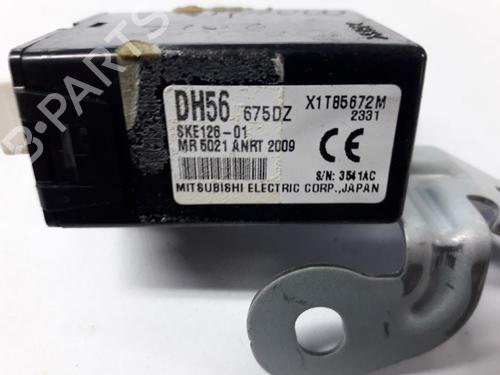 DH56 675DZ X1T85672M
2331
SKE126-01
MR 5021 ANRT 2009
CE
S/N: 3541AC
MITSUBISHI ELECTRIC CORP.,JAPAN
B-PARTS